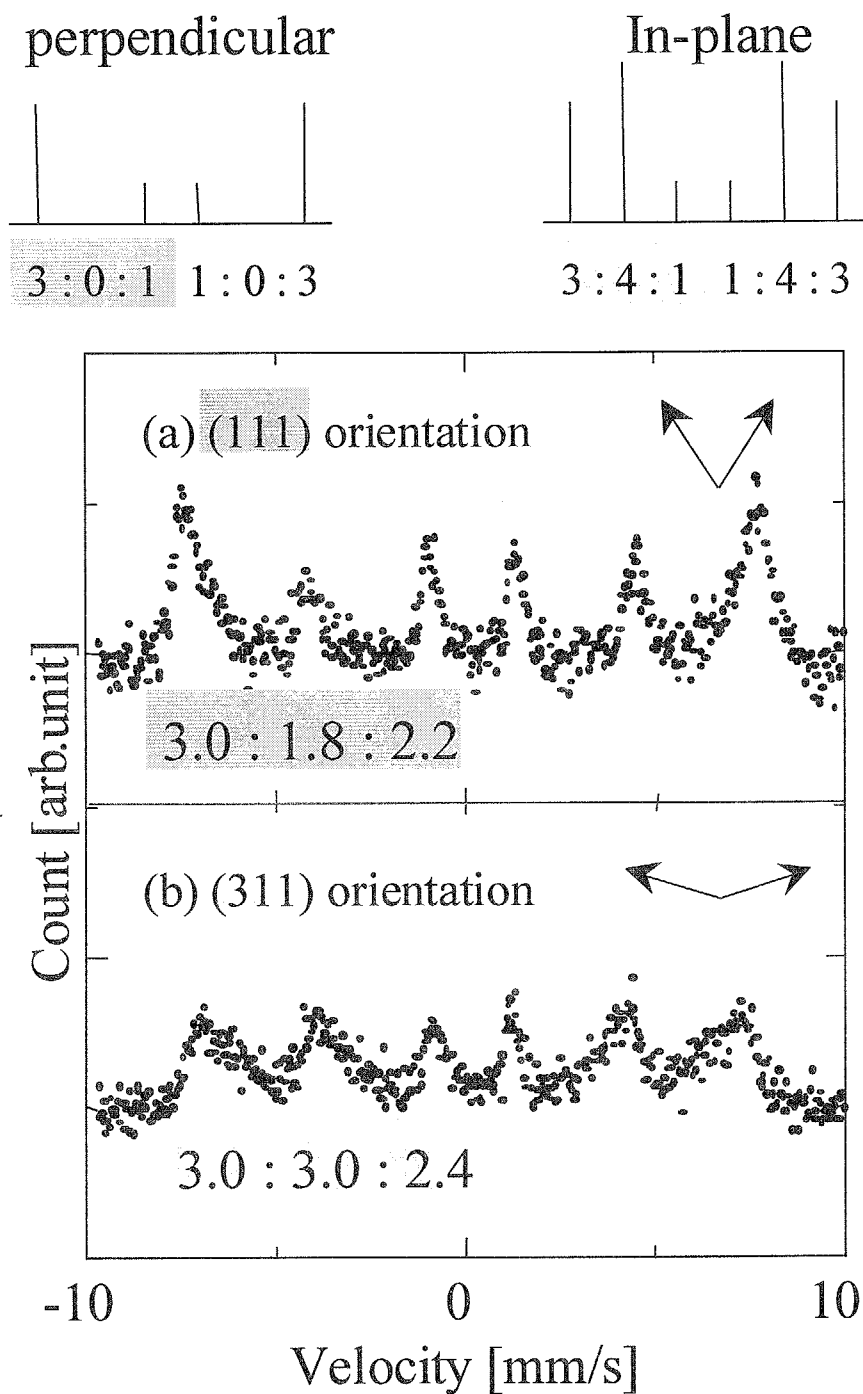 perpendicular
In-plane
3 : 0 : 1 1 : 0 : 3
3 : 4 : 1 1 : 4 : 3
(a) (111) orientation
3.0 : 1.8 : 2.2
(b) (311) orientation
3.0 : 3.0 : 2.4
Count [arb.unit]
-10 0 10
Velocity [mm/s]